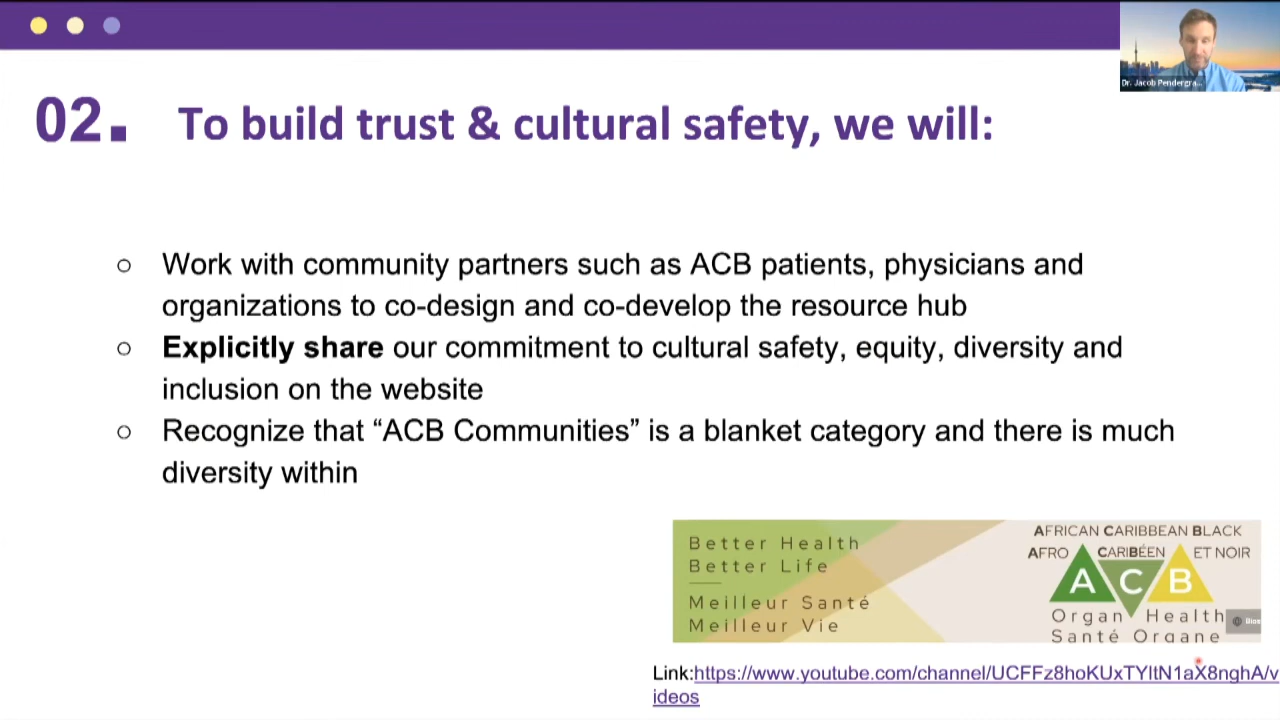 Dr. Jacob Pendergra...
02. To build trust & cultural safety, we will:
○ Work with community partners such as ACB patients, physicians and
organizations to co-design and co-develop the resource hub
○ Explicitly share our commitment to cultural safety, equity, diversity and
inclusion on the website
○ Recognize that “ACB Communities” is a blanket category and there is much
diversity within
Better Health
Better Life
Meilleur Santé
Meilleur Vie
AFRICAN CARIBBEAN BLACK
AFRO CARIBÉEN ET NOIR
ACB
Organ Health
Santé Organe
Link:https://www.youtube.com/channel/UCFFz8hoKUxTYltN1aX8nghA/v
ideos